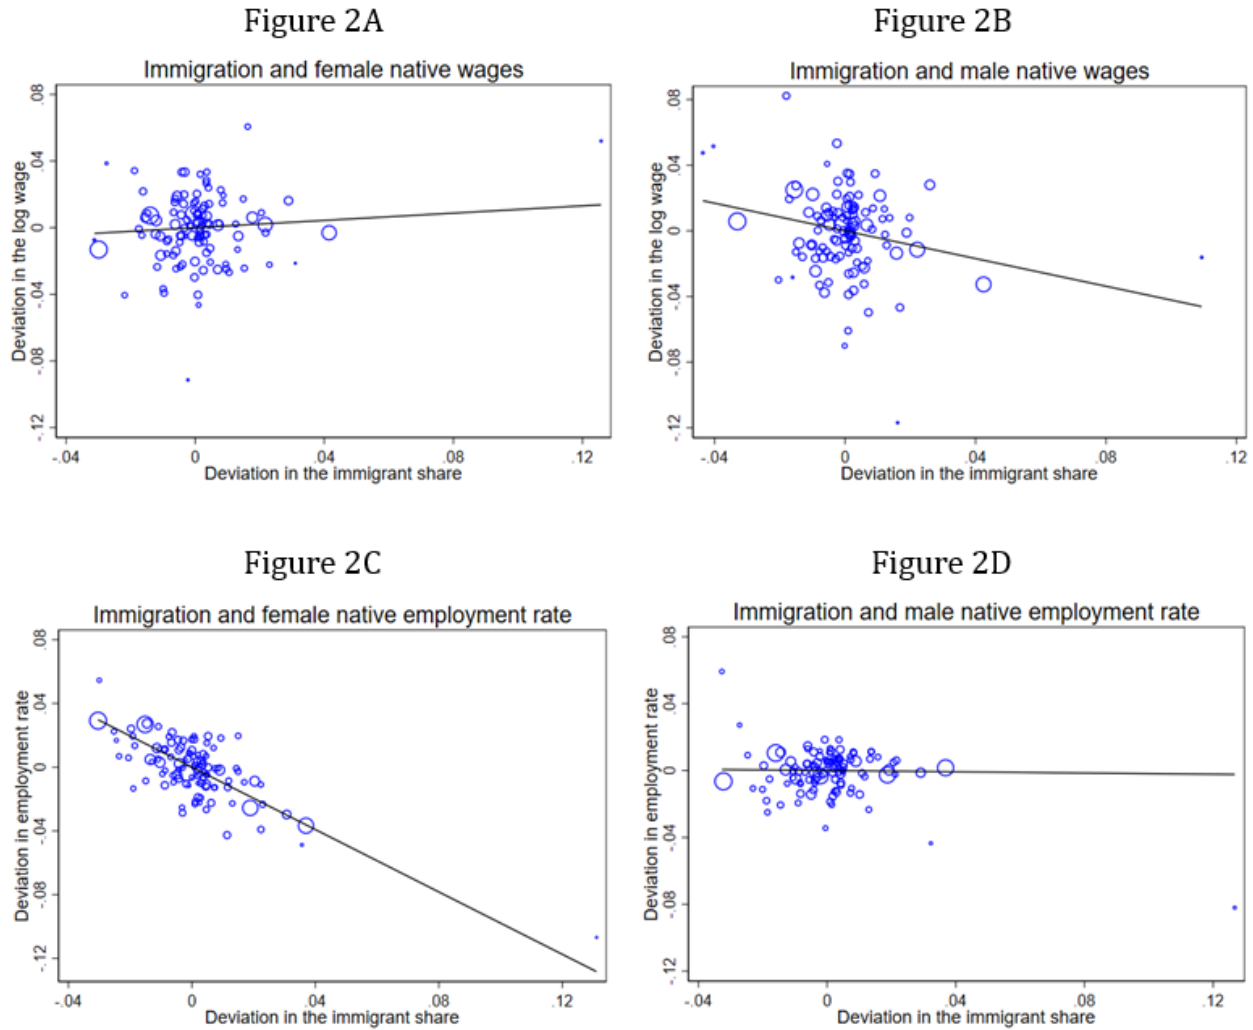 Figure 2A
Immigration and female native wages
Deviation in the log wage
.08
.04
0
-.04
-.08
-.12
-.04 0 .04 .08 .12
Deviation in the immigrant share
Figure 2B
Immigration and male native wages
Deviation in the log wage
.08
.04
0
-.04
-.08
-.12
-.04 0 .04 .08 .12
Deviation in the immigrant share
Figure 2C
Immigration and female native employment rate
Deviation in employment rate
.08
.04
0
-.04
-.08
-.12
-.04 0 .04 .08 .12
Deviation in the immigrant share
Figure 2D
Immigration and male native employment rate
Deviation in employment rate
.08
.04
0
-.04
-.08
-.12
-.04 0 .04 .08 .12
Deviation in the immigrant share